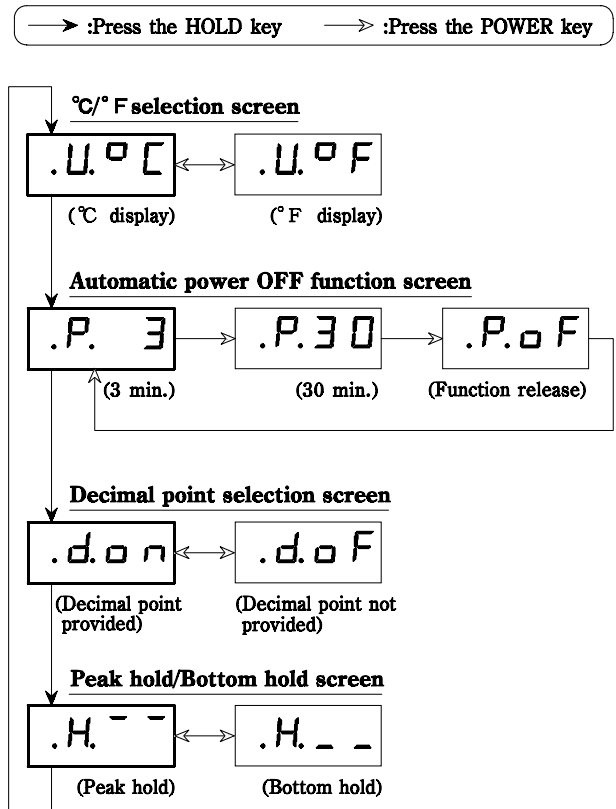 :Press the HOLD key :Press the POWER key
℃/°F selection screen
.U.°C .U.°F
(℃ display) (°F display)
Automatic power OFF function screen
.P. 3 .P.30 .P.oF
(3 min.) (30 min.) (Function release)
Decimal point selection screen
.d.on .d.oF
(Decimal point (Decimal point not
provided) provided)
Peak hold/Bottom hold screen
.H.¯ ¯ .H._ _
(Peak hold) (Bottom hold)